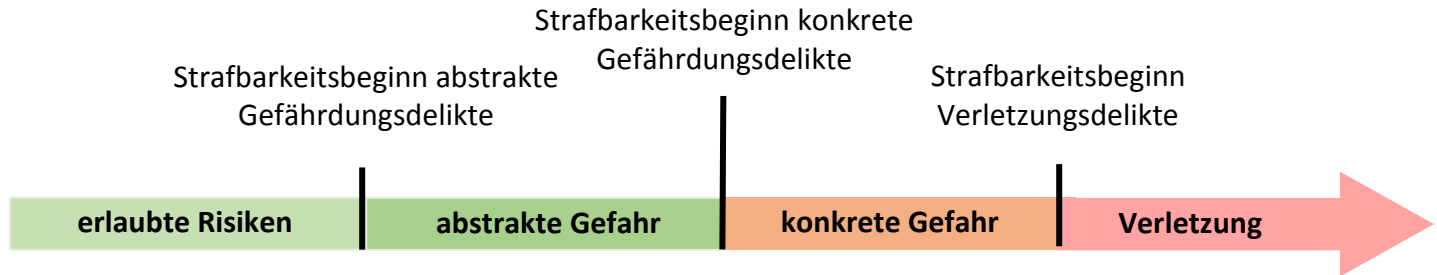 Strafbarkeitsbeginn konkrete
Gefährdungsdelikte
Strafbarkeitsbeginn abstrakte
Gefährdungsdelikte
Strafbarkeitsbeginn
Verletzungsdelikte
erlaubte Risiken
abstrakte Gefahr
konkrete Gefahr
Verletzung